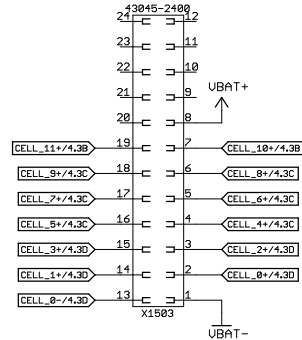 43045-2400
24 12
23 11
22 10
21 9
VBAT+
20 8
CELL_11+/4.3B 19 7 CELL_10+/4.3B
CELL_9+/4.3C 18 6 CELL_8+/4.3C
CELL_7+/4.3C 17 5 CELL_6+/4.3C
CELL_5+/4.3C 16 4 CELL_4+/4.3C
CELL_3+/4.3D 15 3 CELL_2+/4.3D
CELL_1+/4.3D 14 2 CELL_0+/4.3D
CELL_0-/4.3D 13 1
X1503
VBAT-